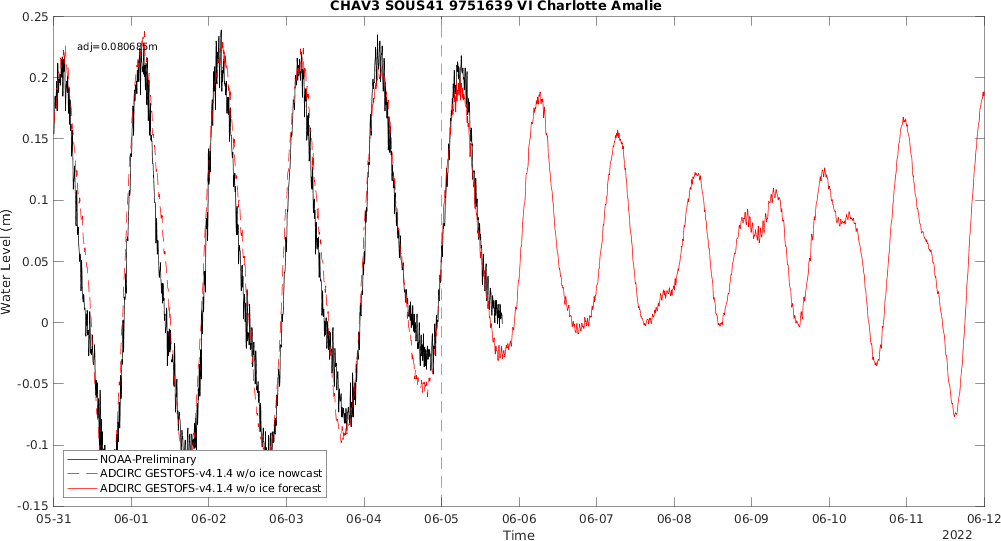 CHAV3 SOUS41 9751639 VI Charlotte Amalie
adj=0.080685m
0.25
0.2
0.15
0.1
0.05
0
-0.05
-0.1
-0.15
Water Level (m)
NOAA-Preliminary
ADCIRC GESTOFS-v4.1.4 w/o ice nowcast
ADCIRC GESTOFS-v4.1.4 w/o ice forecast
05-31 06-01 06-02 06-03 06-04 06-05 06-06 06-07 06-08 06-09 06-10 06-11 06-12
Time
2022